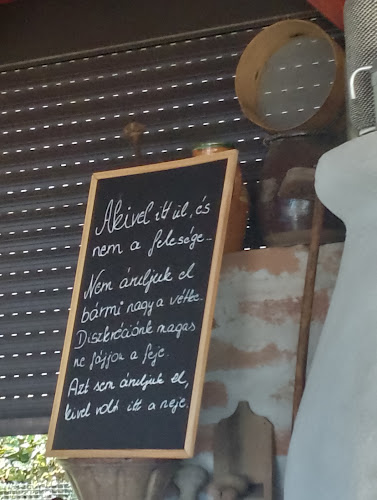 Akivel itt ül, és
nem a felesége...
Nem áruljuk el
bármi nagy a vétke.
Diszkréciónk magas
ne fájjon a feje.
Azt sem áruljuk el,
kivel volt itt a neje.